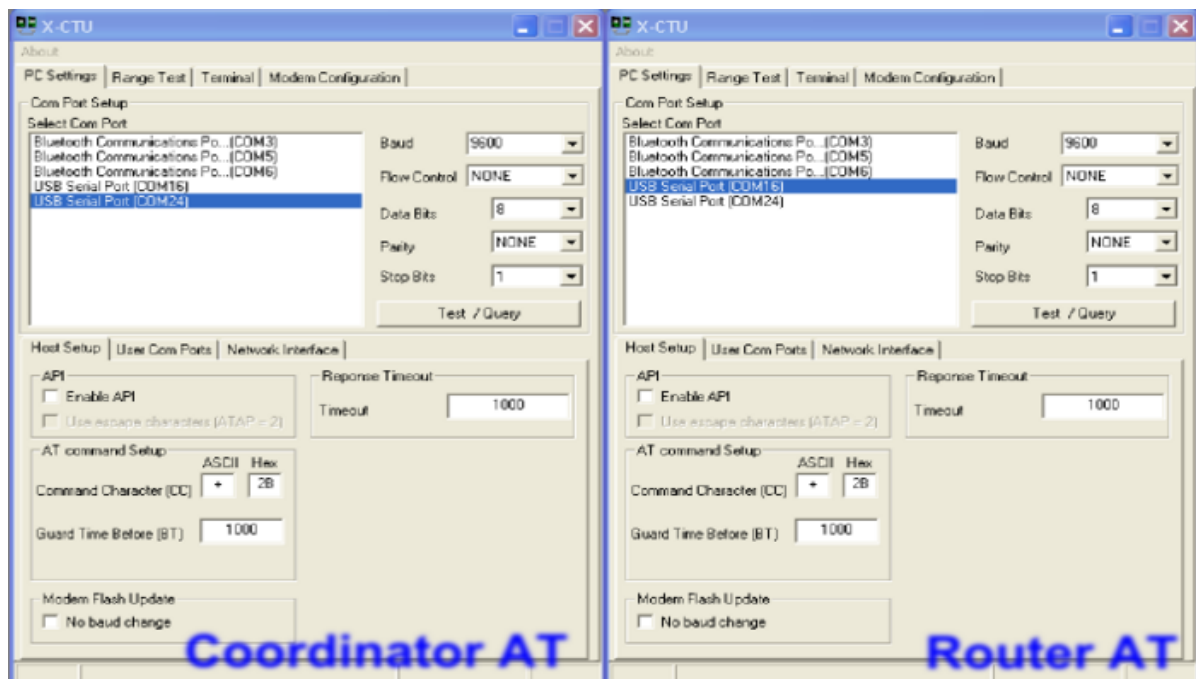 X-CTU
About
PC Settings Range Test Terminal Modem Configuration
Com Port Setup
Select Com Port
Bluetooth Communications Po...(COM3)
Bluetooth Communications Po...(COM5)
Bluetooth Communications Po...(COM6)
USB Serial Port (COM16)
USB Serial Port (COM24)
Baud 9600
Flow Control NONE
Data Bits 8
Parity NONE
Stop Bits 1
Test / Query
Host Setup User Com Ports Network Interface
API
Enable API
Use escape characters (ATAP = 2)
Reponse Timeout
Timeout 1000
AT command Setup
ASCII Hex
Command Character (CC) + 2B
Guard Time Before (BT) 1000
Modem Flash Update
No baud change
Coordinator AT
X-CTU
About
PC Settings Range Test Terminal Modem Configuration
Com Port Setup
Select Com Port
Bluetooth Communications Po...(COM3)
Bluetooth Communications Po...(COM5)
Bluetooth Communications Po...(COM6)
USB Serial Port (COM16)
USB Serial Port (COM24)
Baud 9600
Flow Control NONE
Data Bits 8
Parity NONE
Stop Bits 1
Test / Query
Host Setup User Com Ports Network Interface
API
Enable API
Use escape characters (ATAP = 2)
Reponse Timeout
Timeout 1000
AT command Setup
ASCII Hex
Command Character (CC) + 2B
Guard Time Before (BT) 1000
Modem Flash Update
No baud change
Router AT